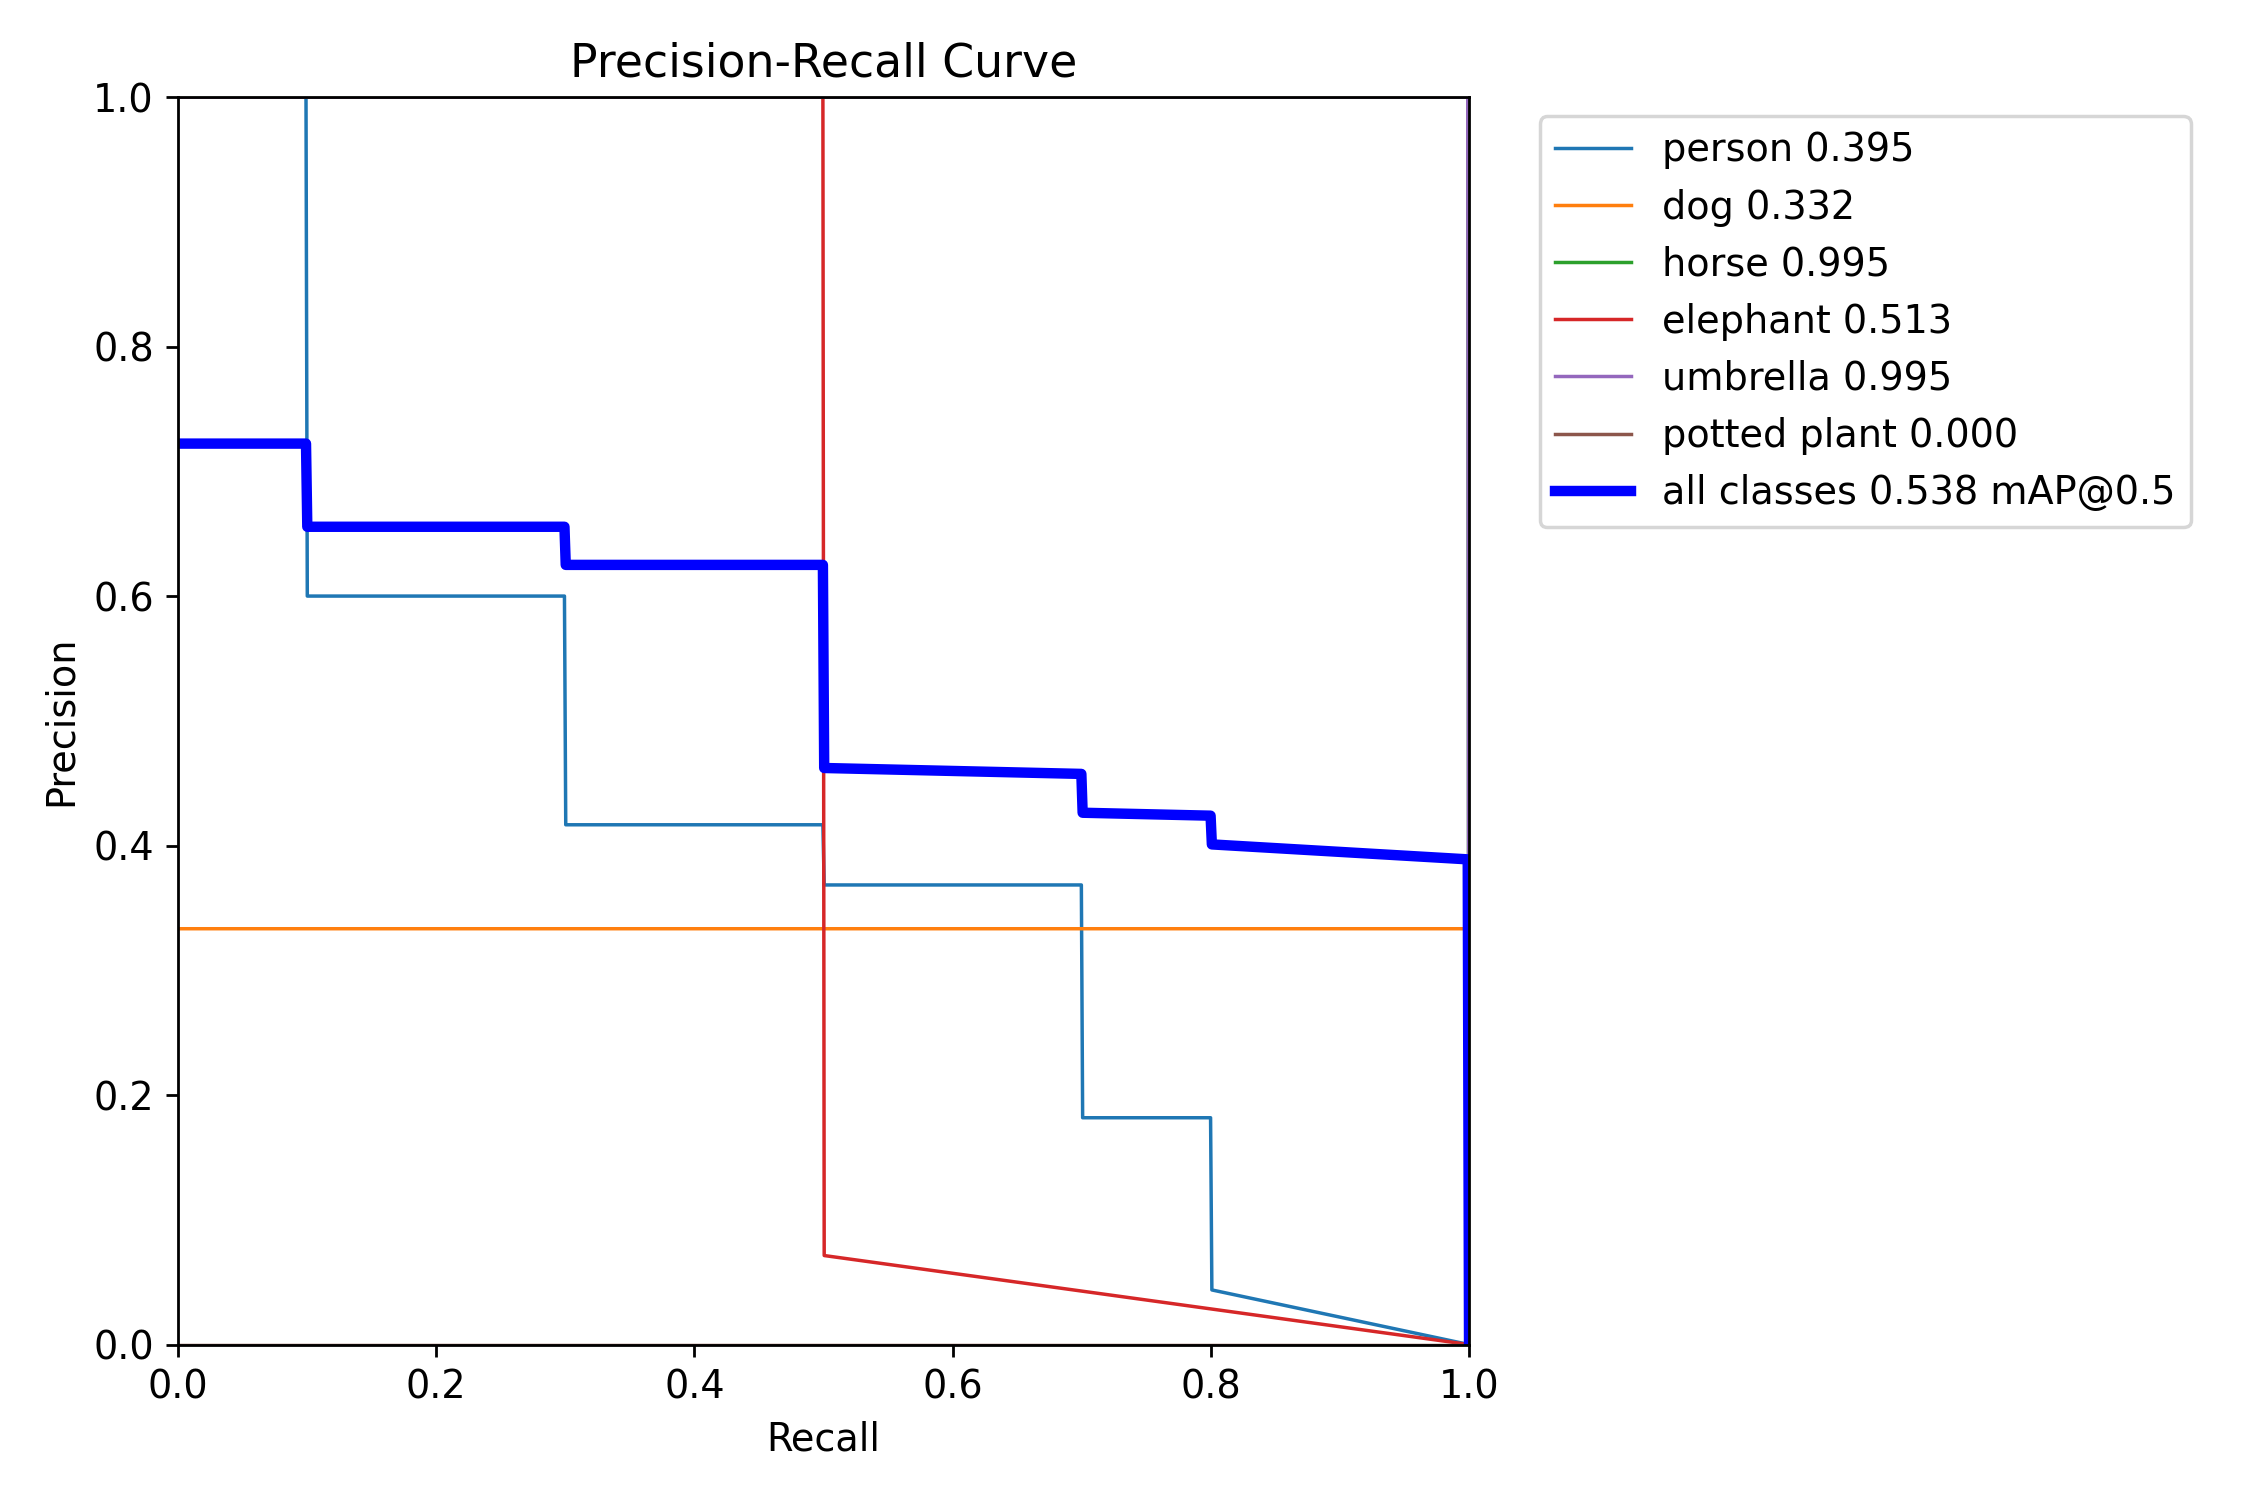 Precision-Recall Curve
1.0
0.8
0.6
0.4
0.2
0.0
Precision
0.0 0.2 0.4 0.6 0.8 1.0
Recall
person 0.395
dog 0.332
horse 0.995
elephant 0.513
umbrella 0.995
potted plant 0.000
all classes 0.538 mAP@0.5